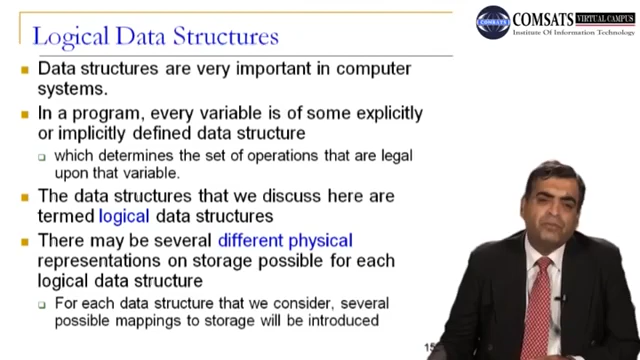 Logical Data Structures
COMSATS VIRTUAL CAMPUS
Institute Of Information Technology
COMSATS
Data structures are very important in computer
systems.
In a program, every variable is of some explicitly
or implicitly defined data structure
which determines the set of operations that are legal
upon that variable.
The data structures that we discuss here are
termed logical data structures
There may be several different physical
representations on storage possible for each
logical data structure
For each data structure that we consider, several
possible mappings to storage will be introduced